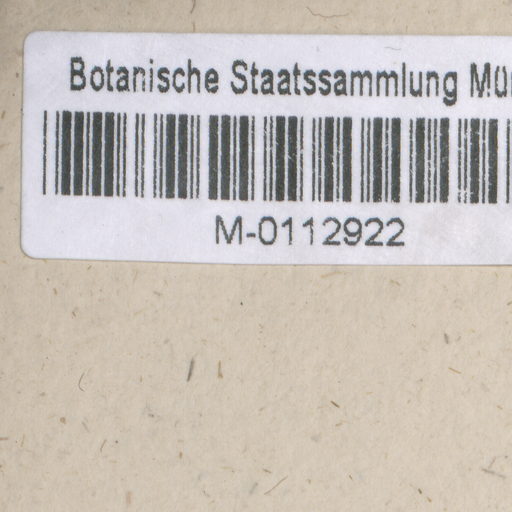 Botanische Staatssammlung Mü
M-0112922